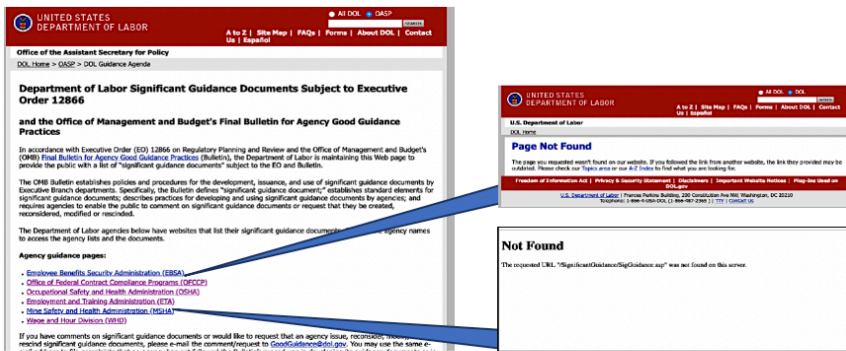 UNITED STATES
DEPARTMENT OF LABOR
All DOL OASP
SEARCH
A to Z | Site Map | FAQs | Forms | About DOL | Contact
Us | Español
Office of the Assistant Secretary for Policy
DOL Home > OASP > DOL Guidance Agenda
Department of Labor Significant Guidance Documents Subject to Executive
Order 12866
and the Office of Management and Budget's Final Bulletin for Agency Good Guidance
Practices
In accordance with Executive Order (EO) 12866 on Regulatory Planning and Review and the Office of Management and Budget's
(OMB) Final Bulletin for Agency Good Guidance Practices (Bulletin), the Department of Labor is maintaining this Web page to
provide the public with a list of "significant guidance documents" subject to the EO and Bulletin.
The OMB Bulletin establishes policies and procedures for the development, issuance, and use of significant guidance documents by
Executive Branch departments. Specifically, the Bulletin defines "significant guidance document;" establishes standard elements for
significant guidance documents; describes practices for developing and using significant guidance documents by agencies; and
requires agencies to enable the public to comment on significant guidance documents or request that they be created,
reconsidered, modified or rescinded.
The Department of Labor agencies below have websites that list their significant guidance documents. agency names
to access the agency lists and the documents.
Agency guidance pages:
• Employee Benefits Security Administration (EBSA)
• Office of Federal Contract Compliance Programs (OFCCP)
• Occupational Safety and Health Administration (OSHA)
• Employment and Training Administration (ETA)
• Mine Safety and Health Administration (MSHA)
• Wage and Hour Division (WHD)
If you have comments on significant guidance documents or would like to request that an agency issue, reconsider, modify
rescind significant guidance documents, please e-mail the comment/request to GoodGuidance@dol.gov. You may use the same e-
UNITED STATES
DEPARTMENT OF LABOR
All DOL DOL
SEARCH
A to Z | Site Map | FAQs | Forms | About DOL | Contact
Us | Español
U.S. Department of Labor
DOL Home
Page Not Found
The page you requested wasn't found on our website. If you followed the link from another website, the link they provided may be
outdated. Please check our Topics area or our A-Z Index to find what you are looking for.
Freedom of Information Act | Privacy & Security Statement | Disclaimers | Important Website Notices | Plug-ins Used on
DOL.gov
U.S. Department of Labor | Frances Perkins Building, 200 Constitution Ave NW, Washington, DC 20210
Telephone: 1-866-4-USA-DOL (1-866-487-2365) | TTY | Contact Us
Not Found
The requested URL "/SignificantGuidance/SigGuidance.asp" was not found on this server.